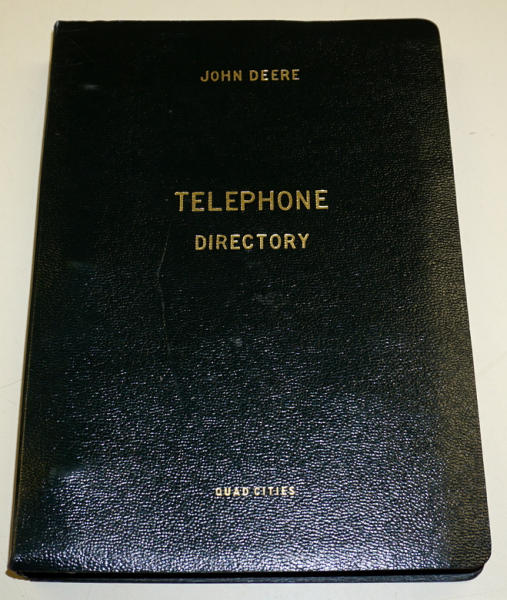 JOHN DEERE
TELEPHONE
DIRECTORY
QUAD CITIES